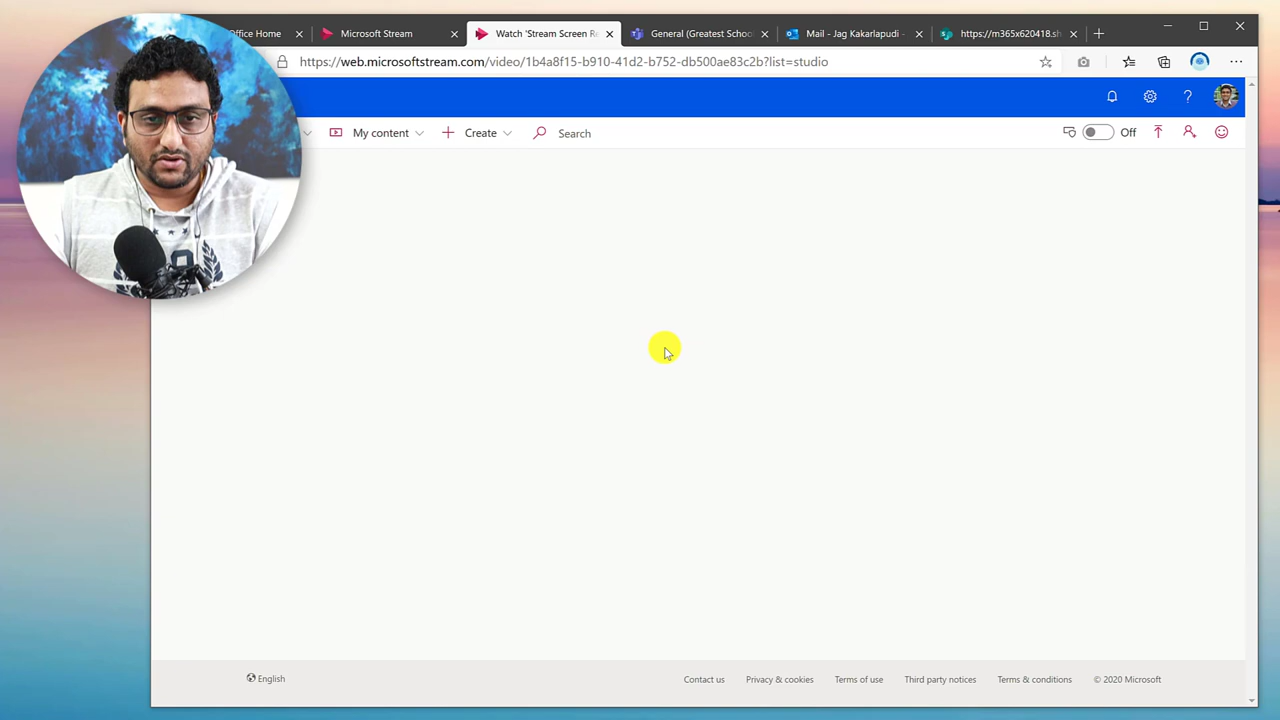 Office Home
Microsoft Stream
Watch 'Stream Screen Re
General (Greatest Schoo
Mail - Jag Kakarlapudi -
https://m365x620418.sh
https://web.microsoftstream.com/video/1b4a8f15-b910-41d2-b752-db500ae83c2b?list=studio
My content
Create
Search
Off
English
Contact us
Privacy & cookies
Terms of use
Third party notices
Terms & conditions
© 2020 Microsoft